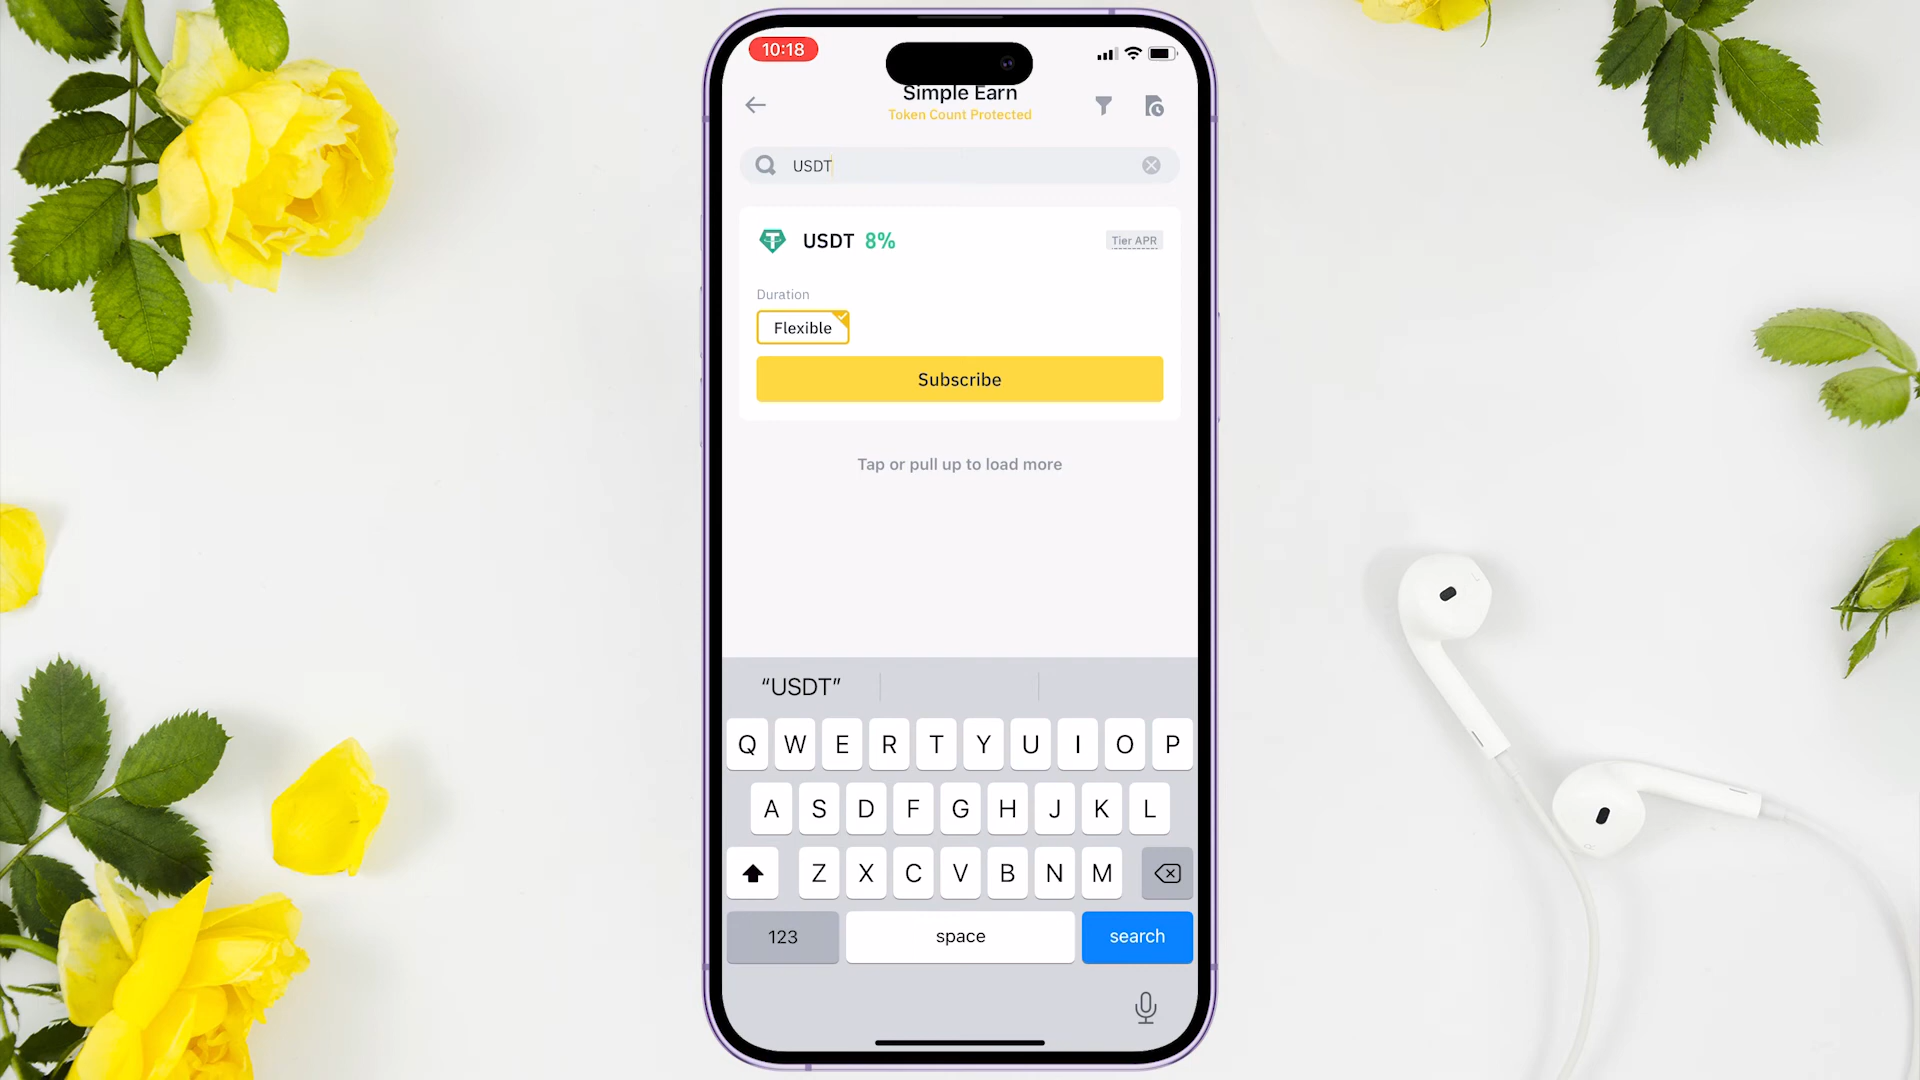 10:18
Simple Earn
Token Count Protected
USDT
USDT 8%
Tier APR
Duration
Flexible
Subscribe
Tap or pull up to load more
“USDT”
Q W E R T Y U I O P
A S D F G H J K L
Z X C V B N M
123 space search